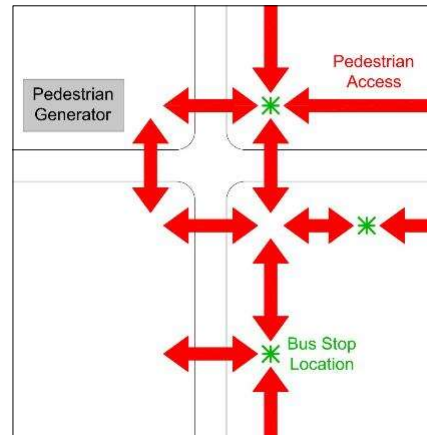 Pedestrian
Generator
Pedestrian
Access
Bus Stop
Location